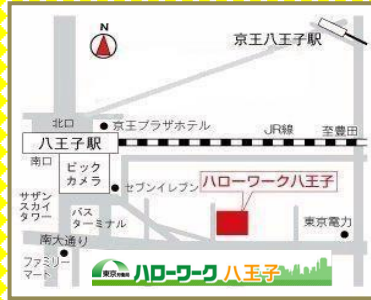 N
京王八王子駅
北口
京王プラザホテル
JR線
至豊田
八王子駅
南口
ビック
カメラ
セブンイレブン
ハローワーク八王子
サザン
スカイ
タワー
バス
ターミナル
東京電力
南大通り
ファミリー
マート
東京労働局
ハローワーク 八王子